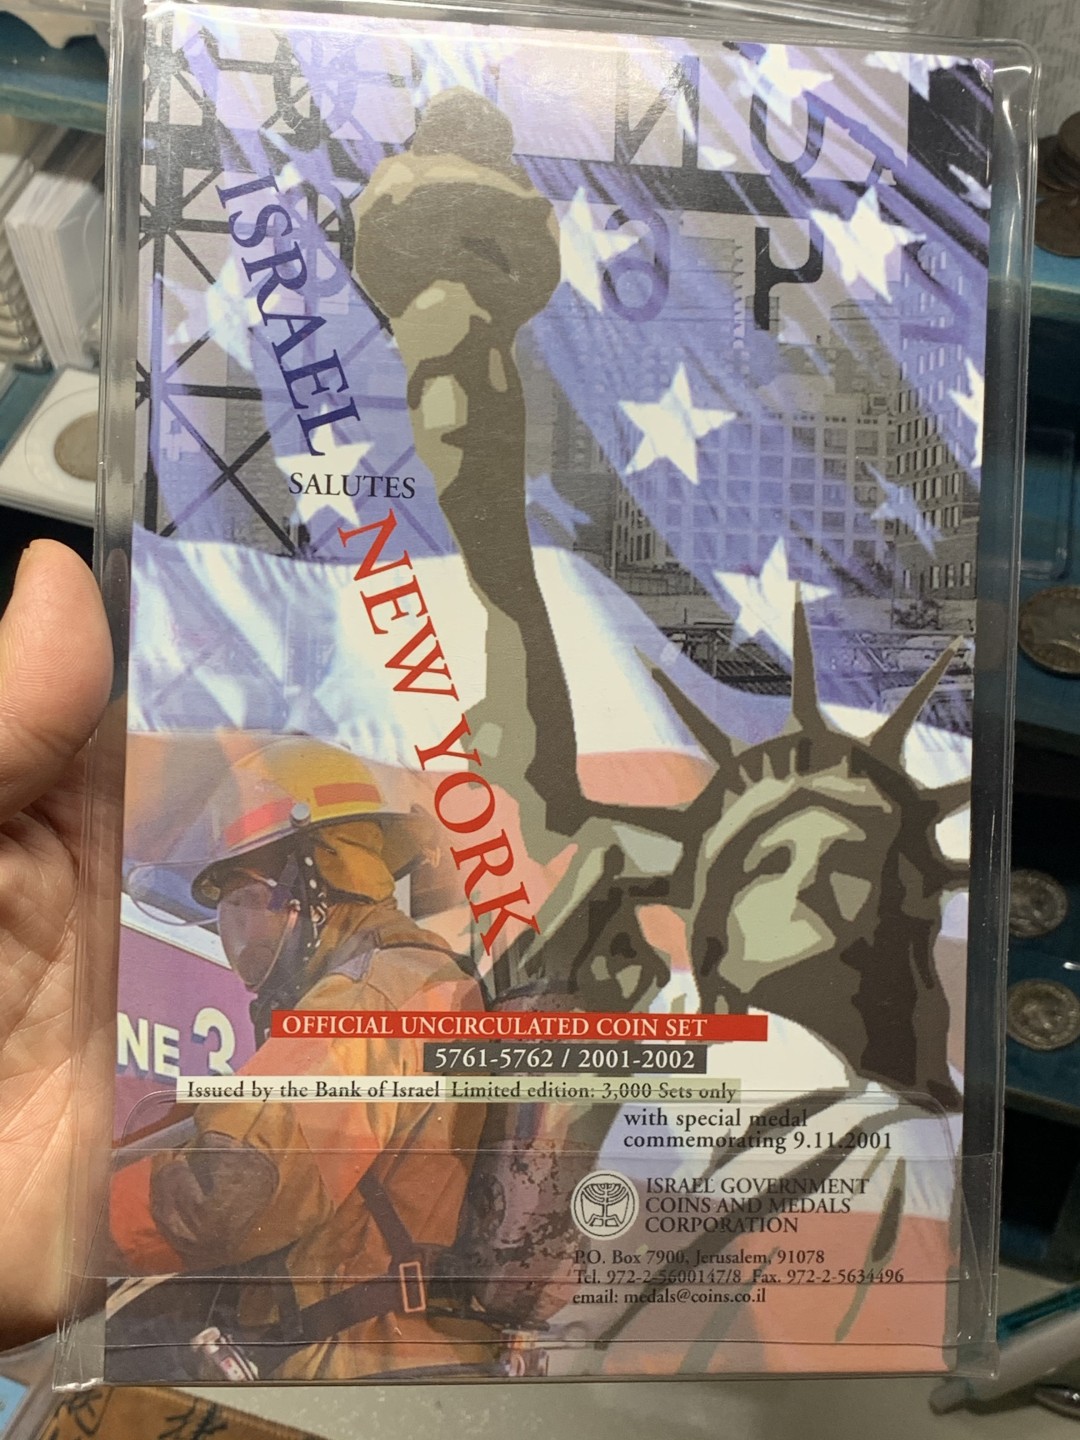 ISRAEL
SALUTES
NEW YORK
NE 3
OFFICIAL UNCIRCULATED COIN SET
5761-5762 / 2001-2002
Issued by the Bank of Israel Limited edition: 3,000 Sets only
with special medal
commemorating 9.11.2001
ISRAEL GOVERNMENT
COINS AND MEDALS
CORPORATION
P.O. Box 7900, Jerusalem, 91078
Tel. 972-2-5600147/8 Fax. 972-2-5634496
email: medals@coins.co.il